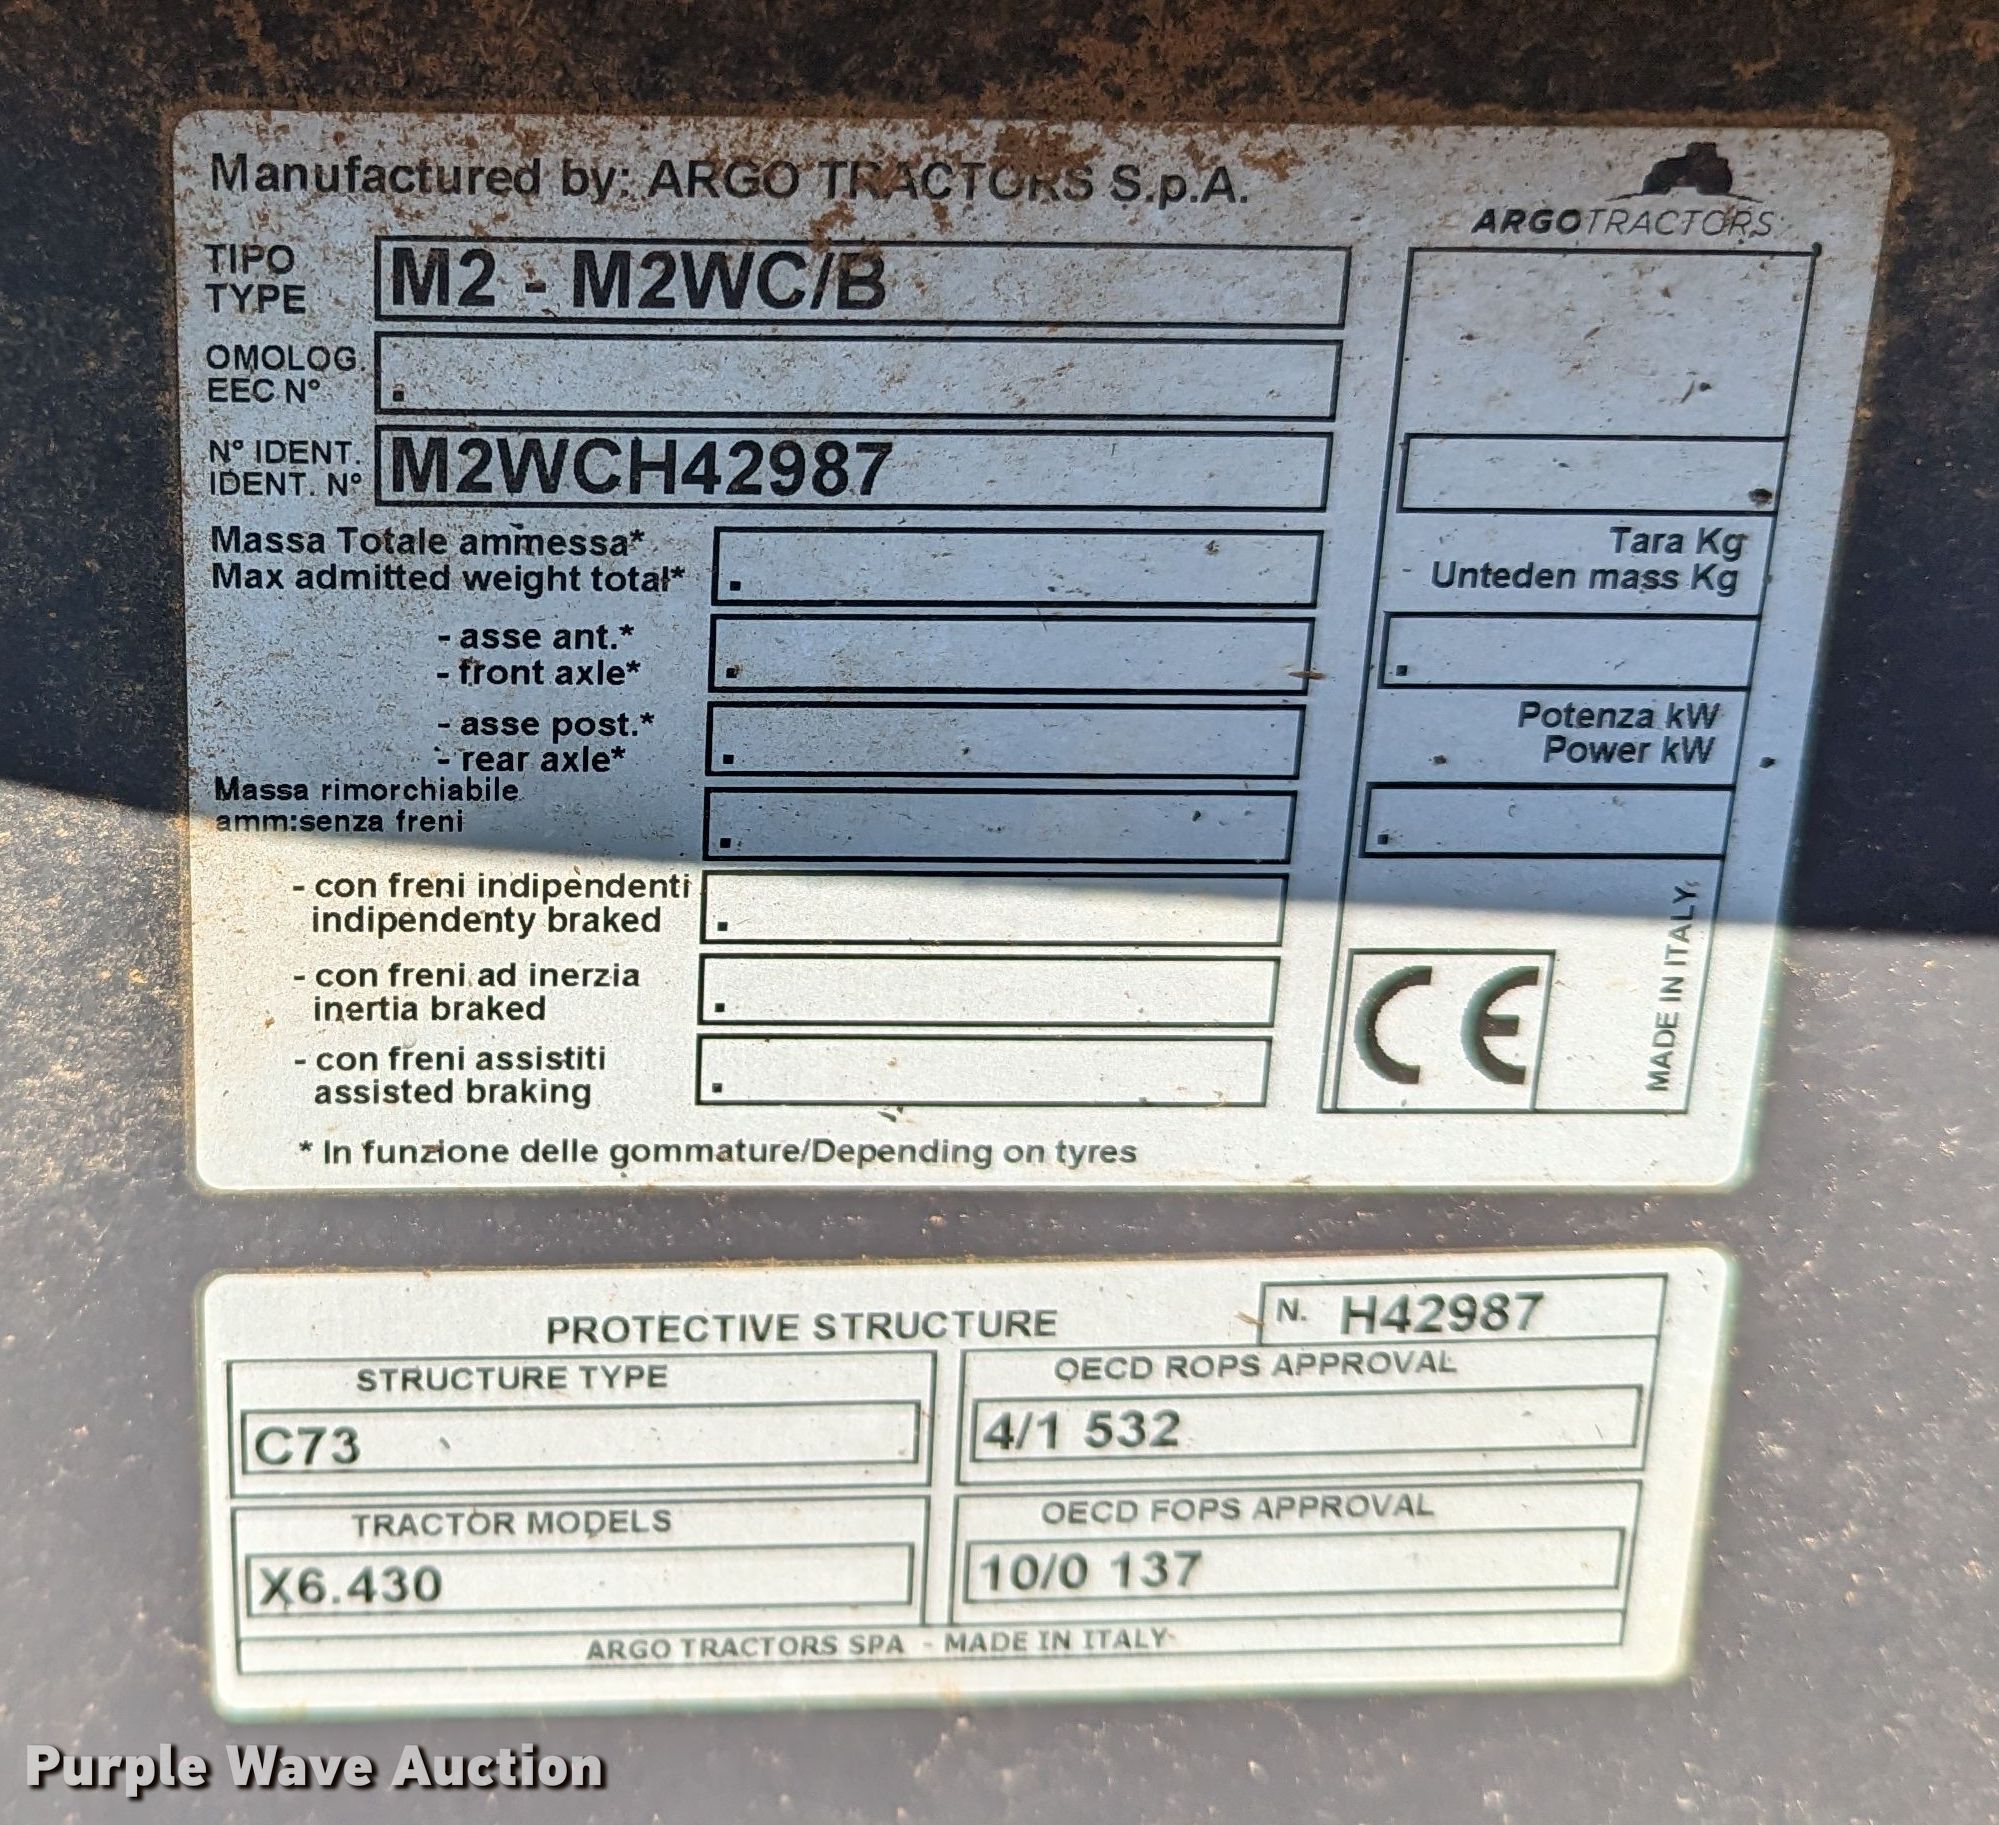 Manufactured by: ARGO TRACTORS S.p.A.
ARGOTRACTORS
TIPO
TYPE
M2 - M2WC/B
OMOLOG.
EEC N°
.
N° IDENT.
IDENT. N°
M2WCH42987
Massa Totale ammessa*
Max admitted weight total*
.
- asse ant.*
- front axle*
.
- asse post.*
- rear axle*
.
Massa rimorchiabile
amm:senza freni
.
- con freni indipendenti
indipendenty braked
.
- con freni ad inerzia
inertia braked
.
- con freni assistiti
assisted braking
.
* In funzione delle gommature/Depending on tyres
Tara Kg
Unteden mass Kg
.
Potenza kW
Power kW
.
CE
MADE IN ITALY
PROTECTIVE STRUCTURE
N. H42987
STRUCTURE TYPE
C73
OECD ROPS APPROVAL
4/1 532
TRACTOR MODELS
X6.430
OECD FOPS APPROVAL
10/0 137
ARGO TRACTORS SPA - MADE IN ITALY
Purple Wave Auction